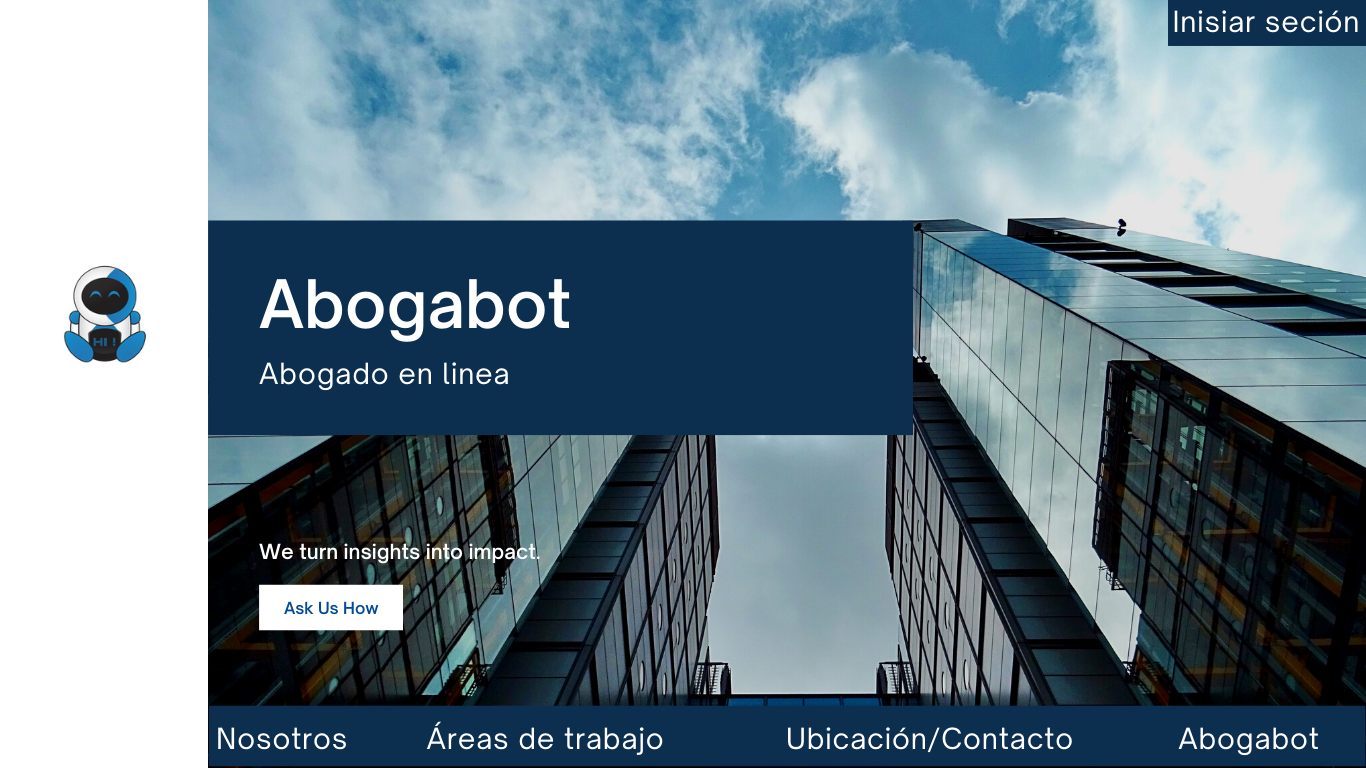 Inisiar seción
Abogabot
Abogado en linea
HI !
We turn insights into impact.
Ask Us How
Nosotros
Áreas de trabajo
Ubicación/Contacto
Abogabot